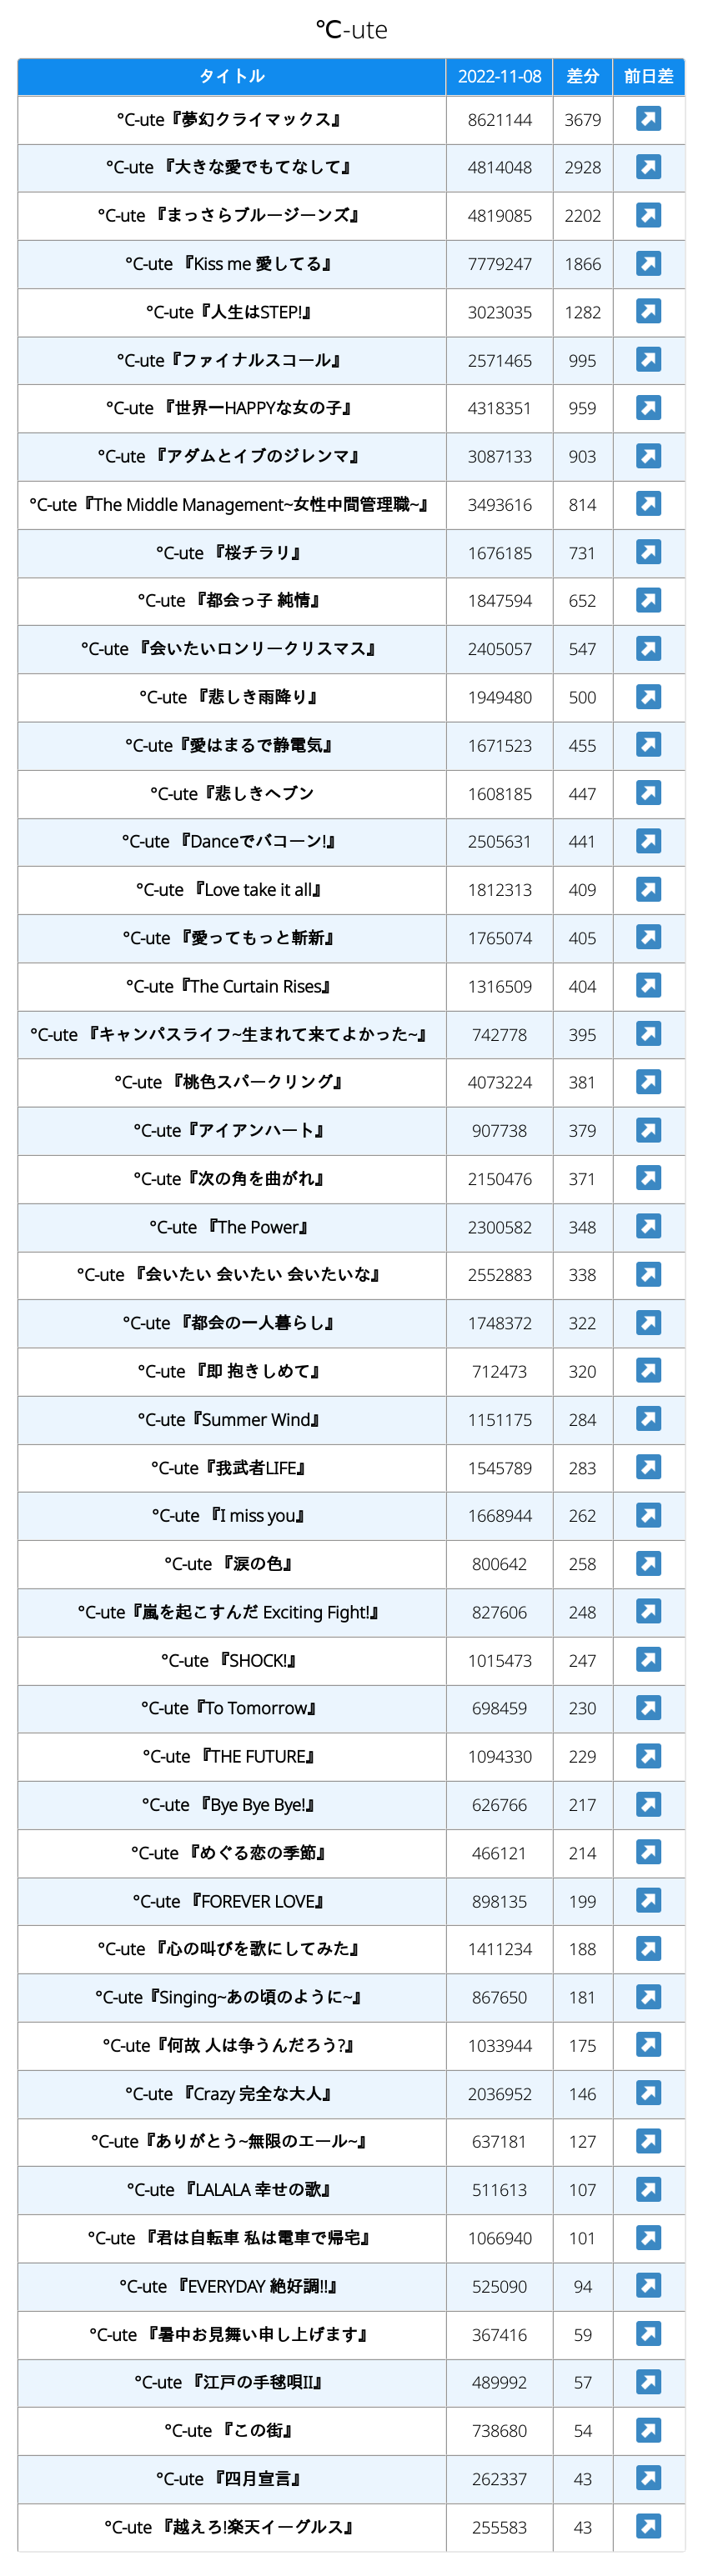 ℃-ute
タイトル 2022-11-08 差分 前日差
°C-ute『夢幻クライマックス』 8621144 3679
°C-ute 『大きな愛でもてなして』 4814048 2928
°C-ute 『まっさらブルージーンズ』 4819085 2202
°C-ute 『Kiss me 愛してる』 7779247 1866
°C-ute『人生はSTEP!』 3023035 1282
°C-ute『ファイナルスコール』 2571465 995
°C-ute 『世界一HAPPYな女の子』 4318351 959
°C-ute 『アダムとイブのジレンマ』 3087133 903
°C-ute『The Middle Management~女性中間管理職~』 3493616 814
°C-ute 『桜チラリ』 1676185 731
°C-ute 『都会っ子 純情』 1847594 652
°C-ute 『会いたいロンリークリスマス』 2405057 547
°C-ute 『悲しき雨降り』 1949480 500
°C-ute『愛はまるで静電気』 1671523 455
°C-ute『悲しきヘブン 1608185 447
°C-ute 『Danceでバコーン!』 2505631 441
°C-ute 『Love take it all』 1812313 409
°C-ute 『愛ってもっと斬新』 1765074 405
°C-ute『The Curtain Rises』 1316509 404
°C-ute 『キャンパスライフ~生まれて来てよかった~』 742778 395
°C-ute 『桃色スパークリング』 4073224 381
°C-ute『アイアンハート』 907738 379
°C-ute『次の角を曲がれ』 2150476 371
°C-ute 『The Power』 2300582 348
°C-ute 『会いたい 会いたい 会いたいな』 2552883 338
°C-ute 『都会の一人暮らし』 1748372 322
°C-ute 『即 抱きしめて』 712473 320
°C-ute『Summer Wind』 1151175 284
°C-ute『我武者LIFE』 1545789 283
°C-ute 『I miss you』 1668944 262
°C-ute 『涙の色』 800642 258
°C-ute『嵐を起こすんだ Exciting Fight!』 827606 248
°C-ute 『SHOCK!』 1015473 247
°C-ute『To Tomorrow』 698459 230
°C-ute 『THE FUTURE』 1094330 229
°C-ute 『Bye Bye Bye!』 626766 217
°C-ute 『めぐる恋の季節』 466121 214
°C-ute 『FOREVER LOVE』 898135 199
°C-ute 『心の叫びを歌にしてみた』 1411234 188
°C-ute『Singing~あの頃のように~』 867650 181
°C-ute『何故 人は争うんだろう?』 1033944 175
°C-ute 『Crazy 完全な大人』 2036952 146
°C-ute『ありがとう~無限のエール~』 637181 127
°C-ute 『LALALA 幸せの歌』 511613 107
°C-ute 『君は自転車 私は電車で帰宅』 1066940 101
°C-ute 『EVERYDAY 絶好調!!』 525090 94
°C-ute 『暑中お見舞い申し上げます』 367416 59
°C-ute 『江戸の手毬唄II』 489992 57
°C-ute 『この街』 738680 54
°C-ute 『四月宣言』 262337 43
°C-ute 『越えろ!楽天イーグルス』 255583 43